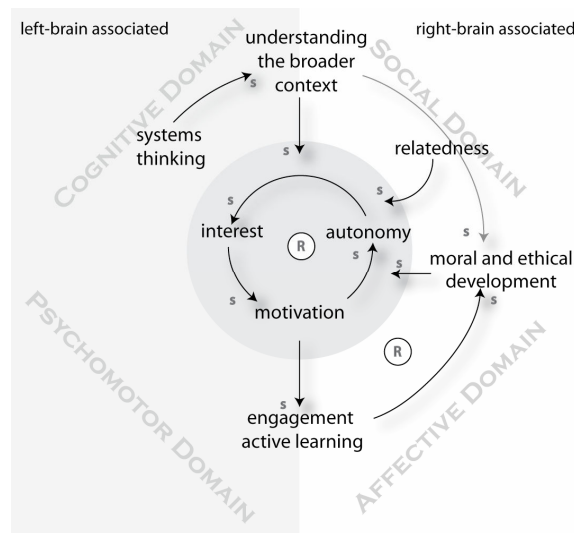 left-brain associated
right-brain associated
understanding
the broader
context
COGNITIVE DOMAIN
SOCIAL DOMAIN
s
systems
thinking
s
relatedness
s
s
interest
R
autonomy
s
s
s
moral and ethical
development
s
motivation
s
R
s
engagement
active learning
PSYCHOMOTOR DOMAIN
AFFECTIVE DOMAIN